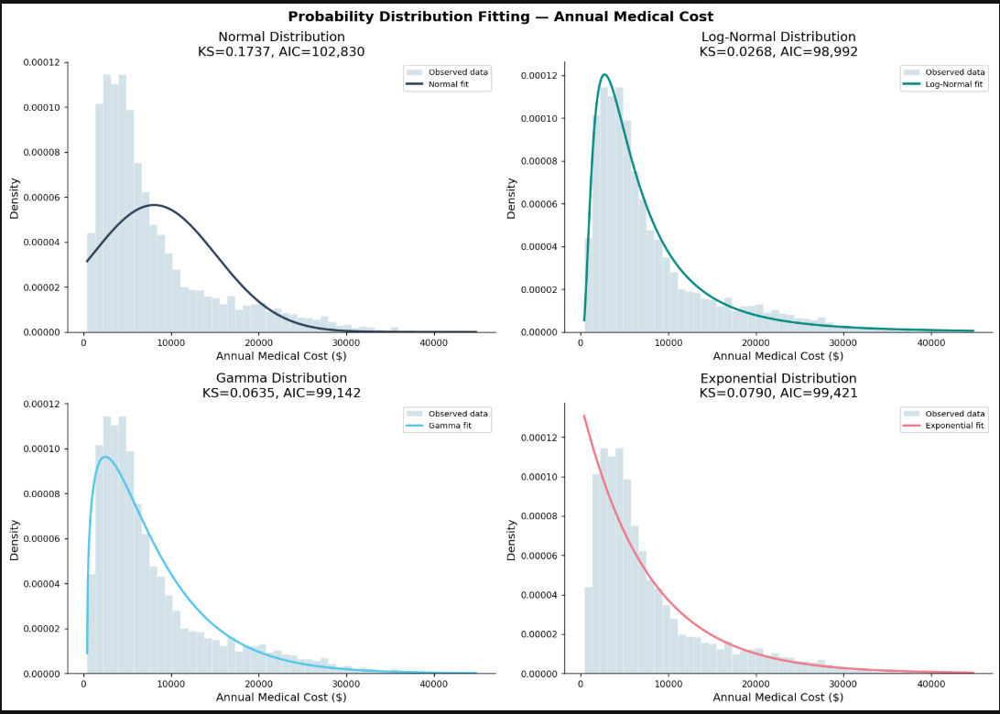 Probability Distribution Fitting — Annual Medical Cost
Normal Distribution
KS=0.1737, AIC=102,830
Observed data
Normal fit
0.00012
0.00010
0.00008
0.00006
0.00004
0.00002
0.00000
Density
0 10000 20000 30000 40000
Annual Medical Cost ($)
Log-Normal Distribution
KS=0.0268, AIC=98,992
Observed data
Log-Normal fit
0.00012
0.00010
0.00008
0.00006
0.00004
0.00002
0.00000
Density
0 10000 20000 30000 40000
Annual Medical Cost ($)
Gamma Distribution
KS=0.0635, AIC=99,142
Observed data
Gamma fit
0.00012
0.00010
0.00008
0.00006
0.00004
0.00002
0.00000
Density
0 10000 20000 30000 40000
Annual Medical Cost ($)
Exponential Distribution
KS=0.0790, AIC=99,421
Observed data
Exponential fit
0.00012
0.00010
0.00008
0.00006
0.00004
0.00002
0.00000
Density
0 10000 20000 30000 40000
Annual Medical Cost ($)